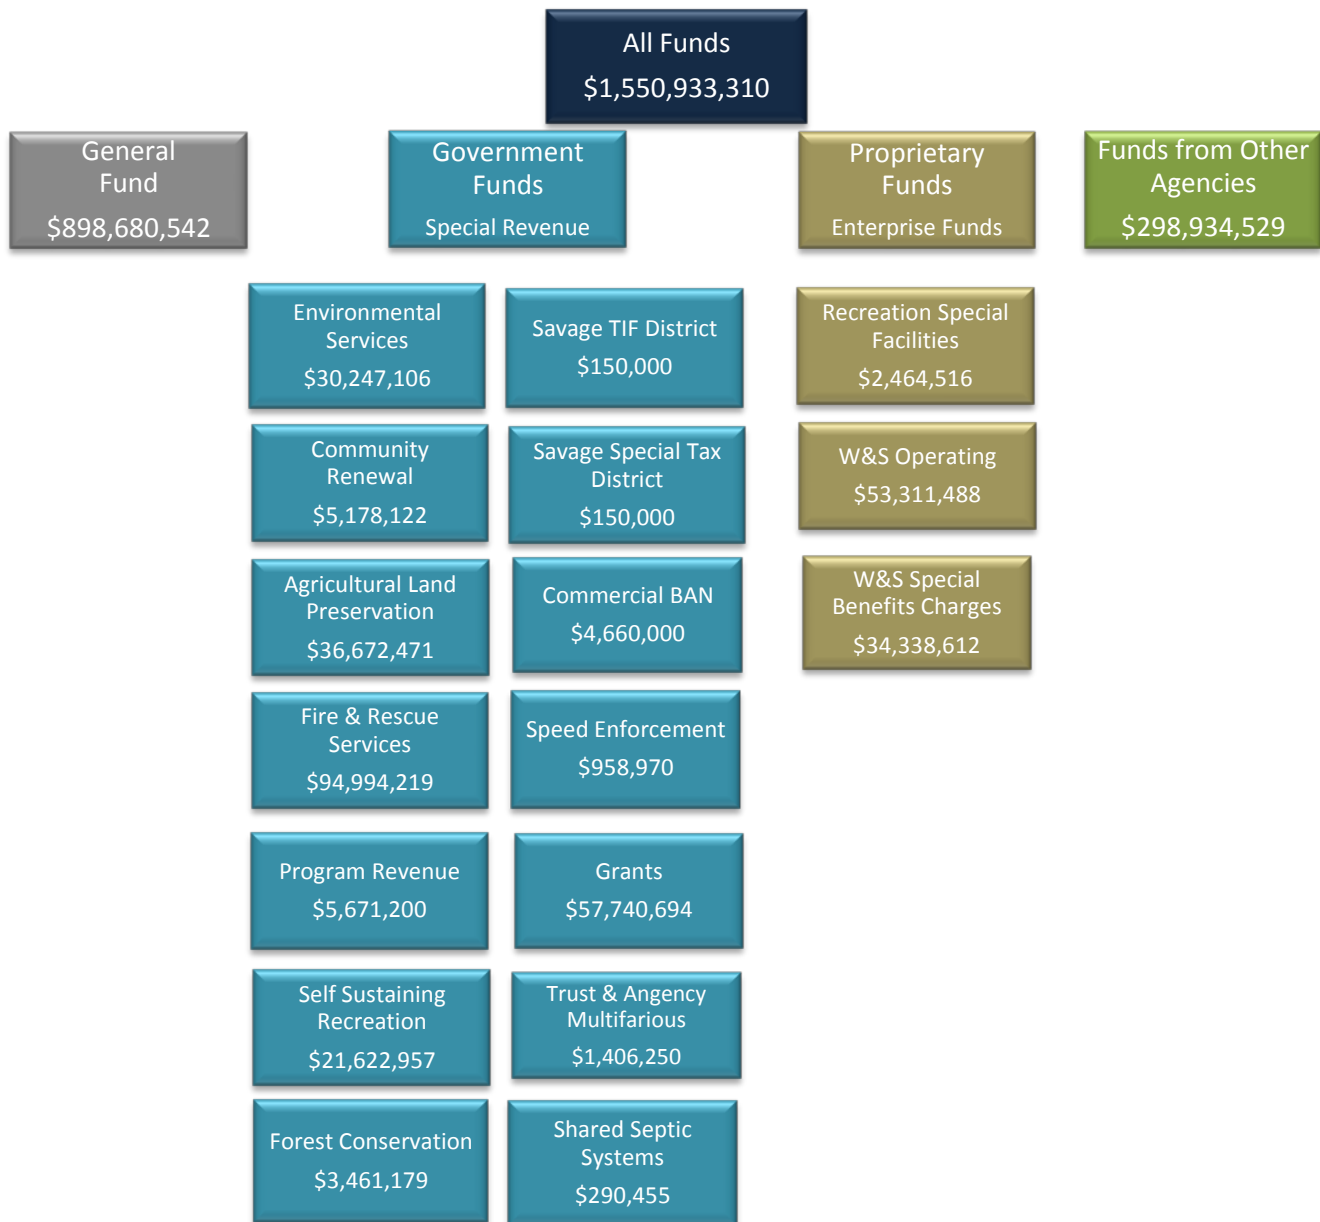 All Funds
$1,550,933,310
General
Fund
$898,680,542
Government
Funds
Special Revenue
Proprietary
Funds
Enterprise Funds
Funds from Other
Agencies
$298,934,529
Environmental
Services
$30,247,106
Savage TIF District
$150,000
Recreation Special
Facilities
$2,464,516
Community
Renewal
$5,178,122
Savage Special Tax
District
$150,000
W&S Operating
$53,311,488
Agricultural Land
Preservation
$36,672,471
Commercial BAN
$4,660,000
W&S Special
Benefits Charges
$34,338,612
Fire & Rescue
Services
$94,994,219
Speed Enforcement
$958,970
Program Revenue
$5,671,200
Grants
$57,740,694
Self Sustaining
Recreation
$21,622,957
Trust & Angency
Multifarious
$1,406,250
Forest Conservation
$3,461,179
Shared Septic
Systems
$290,455